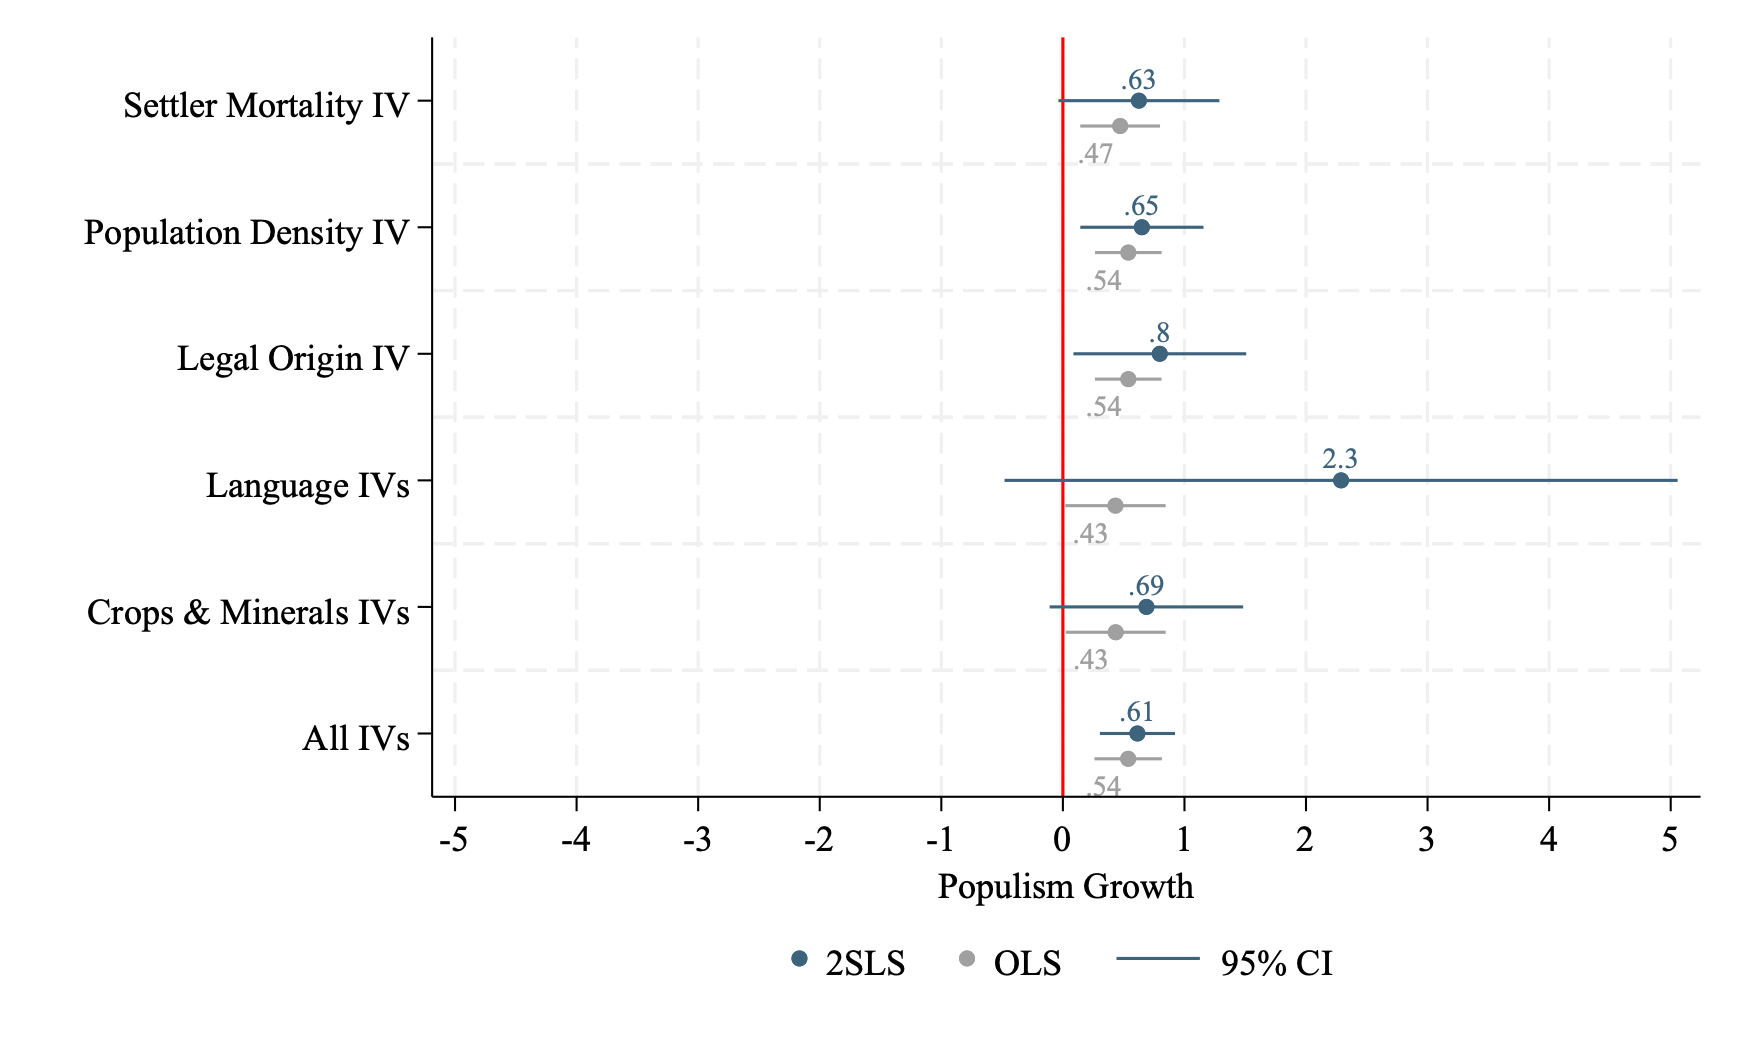 .63
Settler Mortality IV
.47
.65
Population Density IV
.54
.8
Legal Origin IV
.54
2.3
Language IVs
.43
.69
Crops & Minerals IVs
.43
.61
All IVs
.54
-5 -4 -3 -2 -1 0 1 2 3 4 5
Populism Growth
2SLS OLS 95% CI